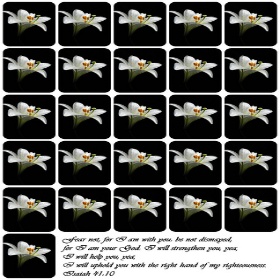 Fear not, for I am with you. be not dismayed,
for I am your God. I will strengthen you, yea,
I will help you, yea,
I will uphold you with the right hand of my righteousness.
Isaiah 41.10